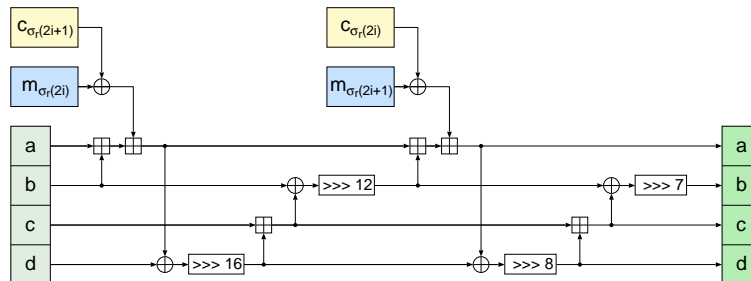 cσr(2i+1) cσr(2i)
mσr(2i) mσr(2i+1)
a a
b >>> 12 >>> 7 b
c c
d >>> 16 >>> 8 d